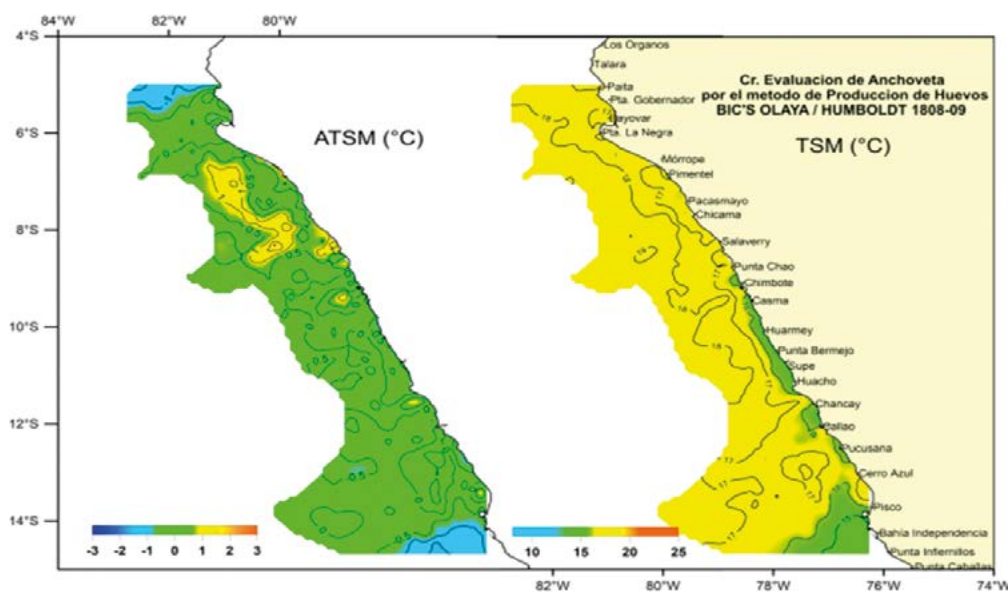 84°W
82°W
80°W
4°S
6°S
8°S
10°S
12°S
14°S
ATSM (°C)
-3 -2 -1 0 1 2 3
Cr. Evaluacion de Anchoveta
por el metodo de Produccion de Huevos
BIC'S OLAYA / HUMBOLDT 1808-09
TSM (°C)
Los Organos
Talara
Paita
Pta. Gobernador
Pta. La Negra
Mórrope
Pimentel
Pacasmayo
Chicama
Salaverry
Punta Chao
Chimbote
Casma
Huarmey
Punta Bermejo
Supe
Huacho
Chancay
Pucusana
Cerro Azul
Pisco
Bahía Independencia
Punta Infiernillos
Punta Caballas
10 15 20 25
82°W 80°W 78°W 76°W 74°W